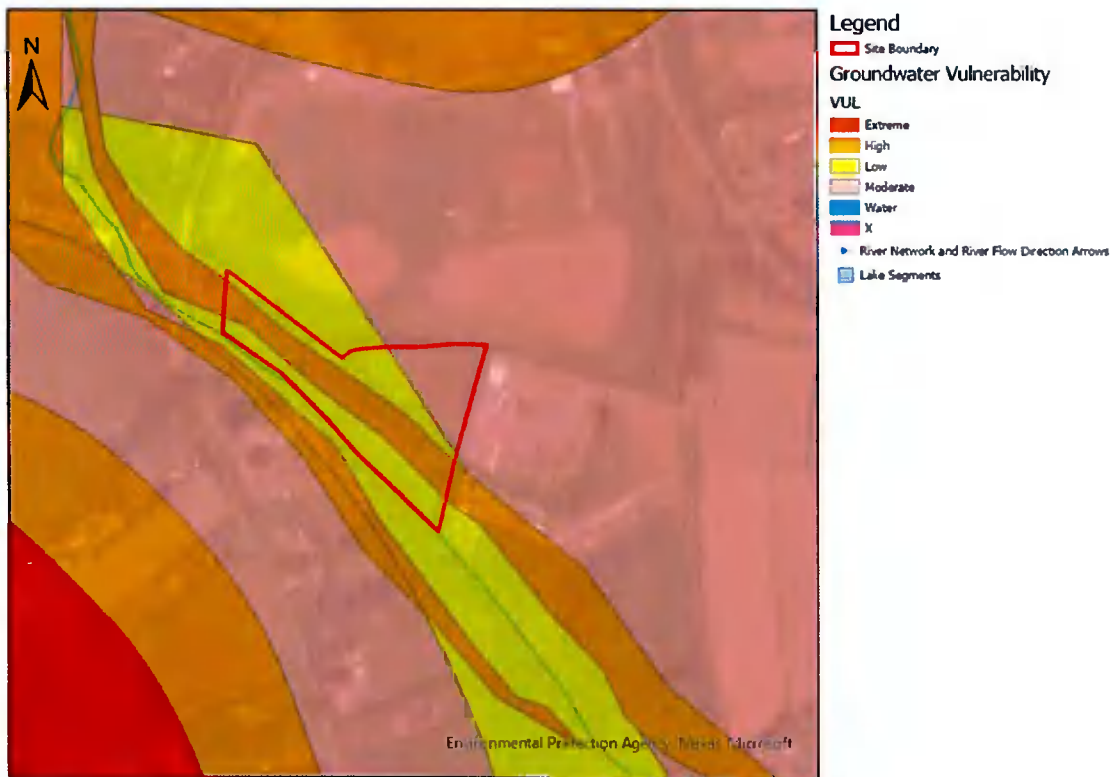 N
Legend
Site Boundary
Groundwater Vulnerability
VUL
Extreme
High
Low
Moderate
Water
X
River Network and River Flow Direction Arrows
Lake Segments
Environmental Protection Agency, Maxar, Microsoft